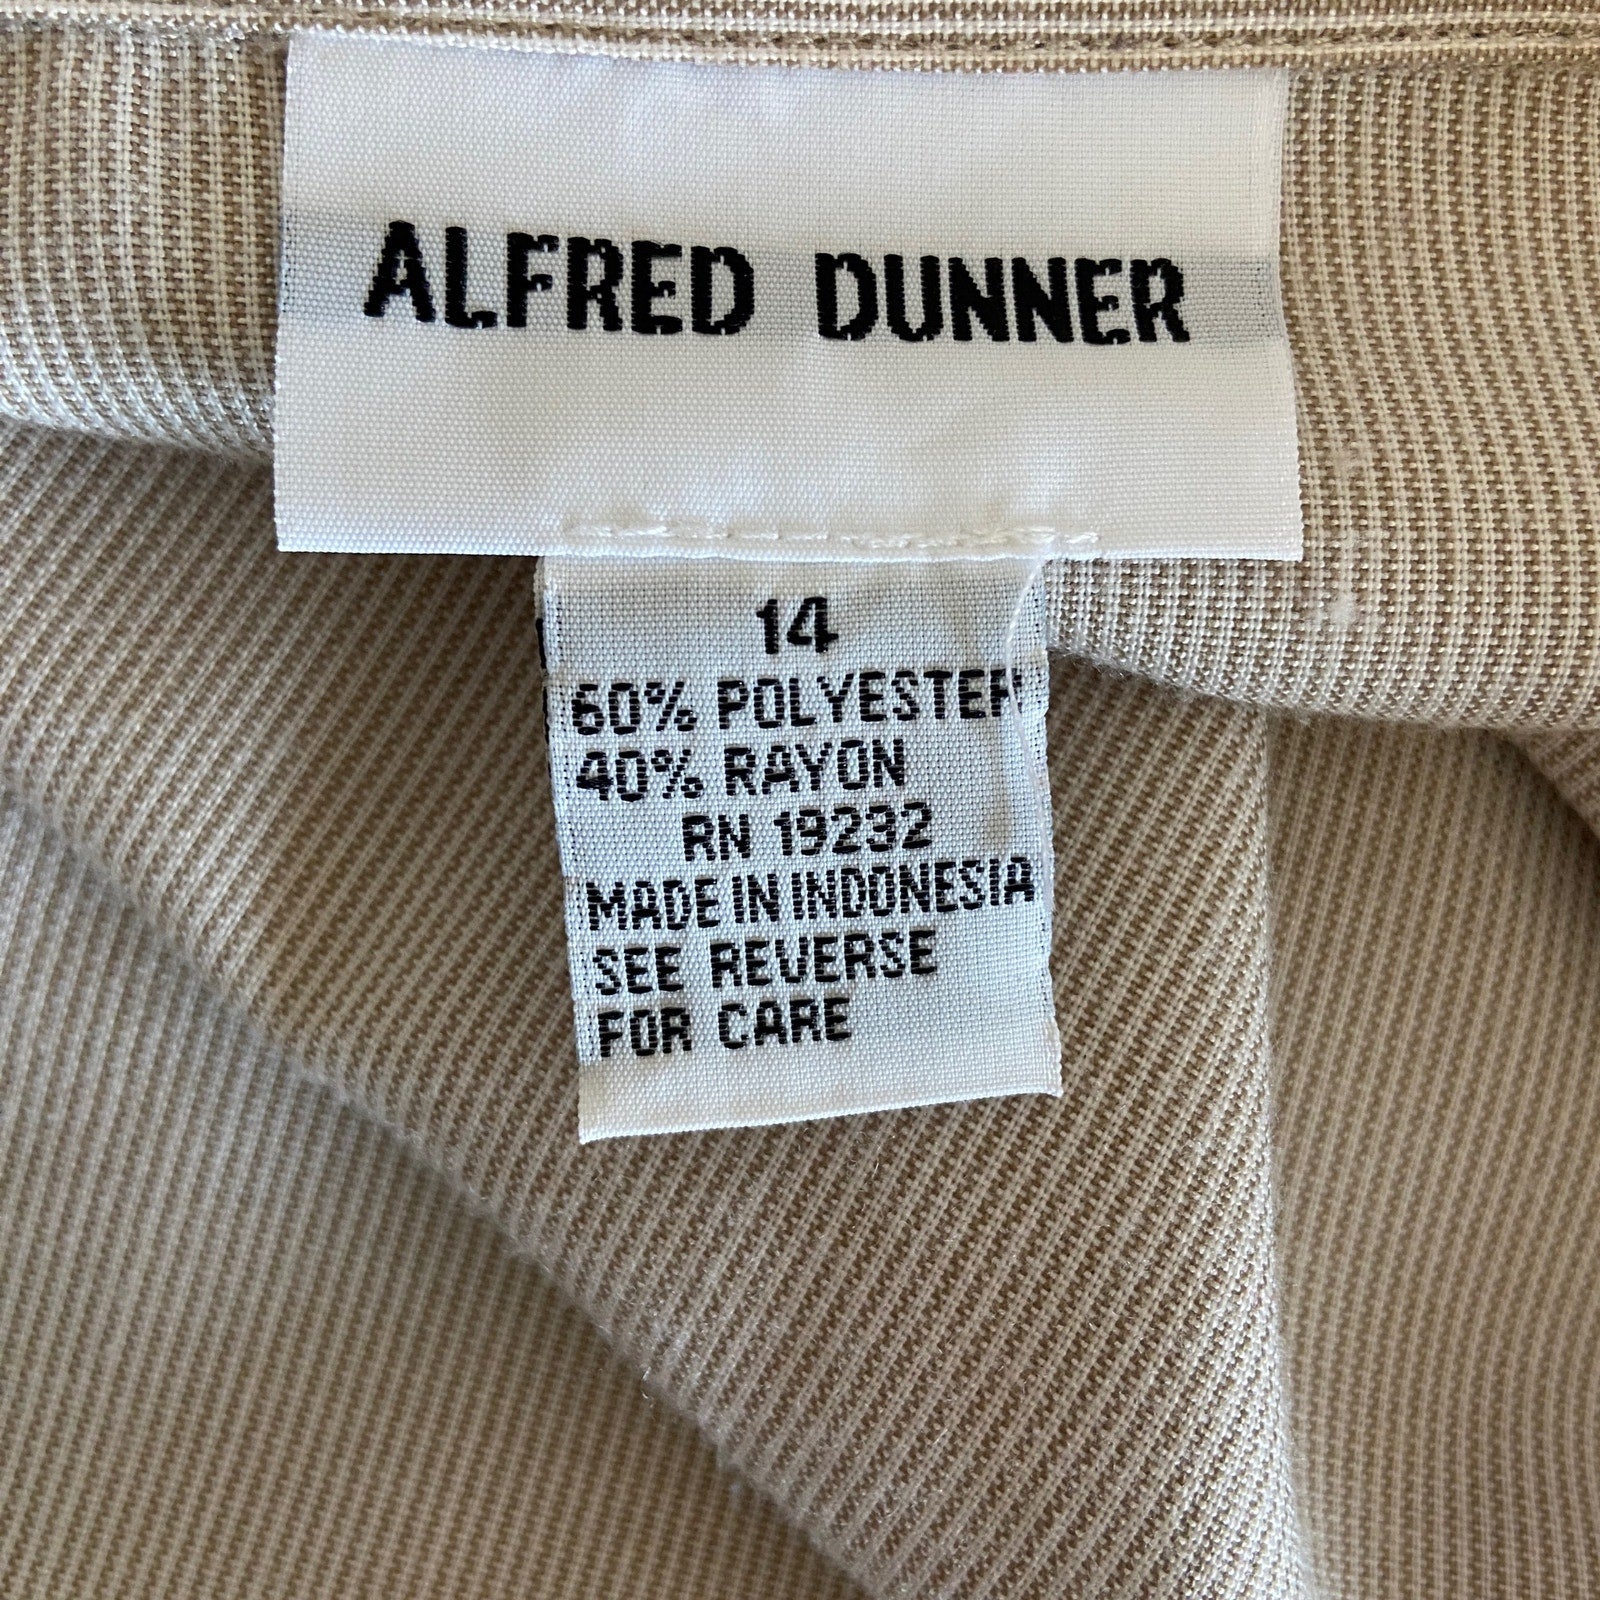 ALFRED DUNNER
14
60% POLYESTER
40% RAYON
RN 19232
MADE IN INDONESIA
SEE REVERSE
FOR CARE